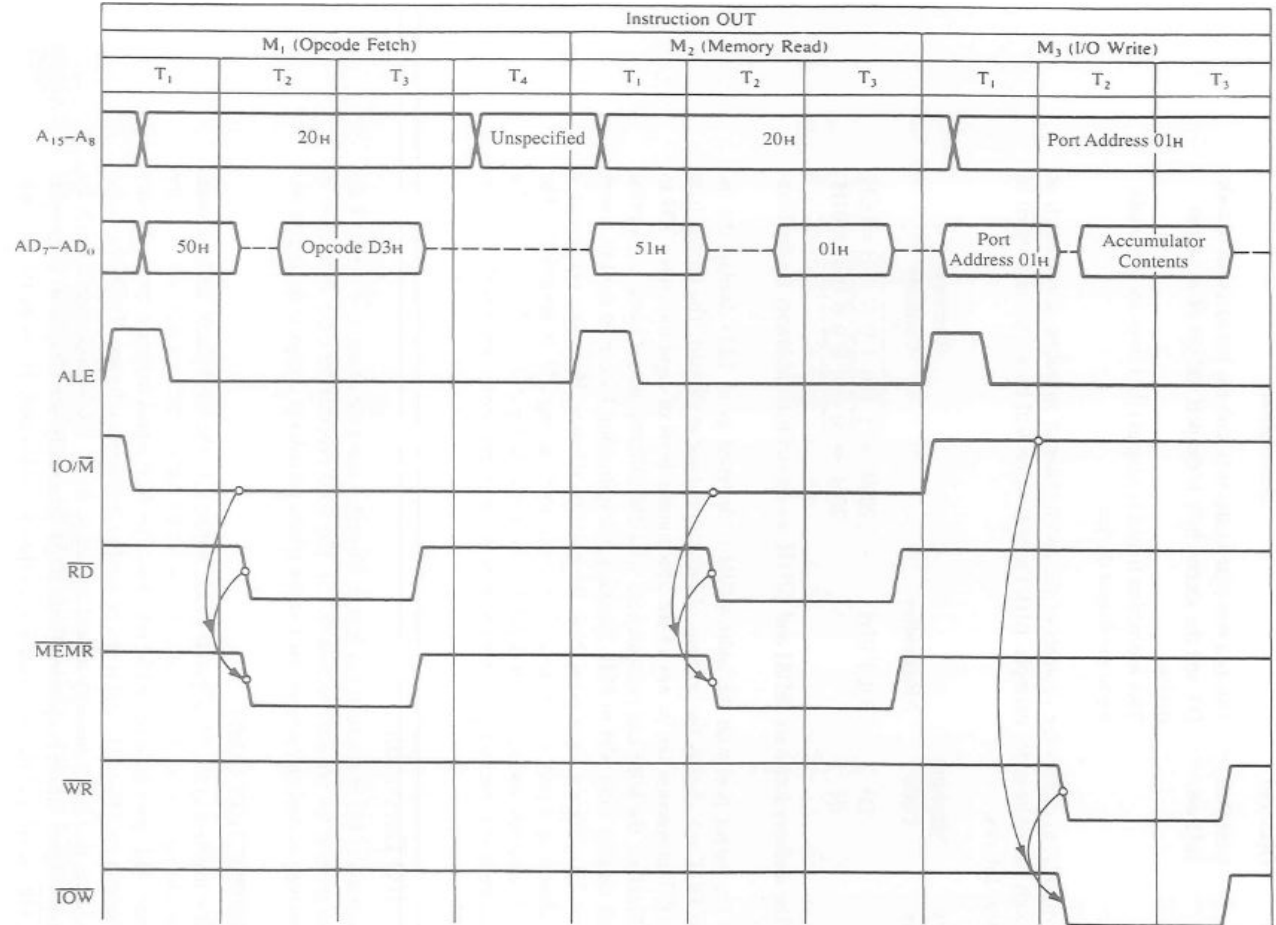 Instruction OUT
M₁ (Opcode Fetch) M₂ (Memory Read) M₃ (I/O Write)
T₁ T₂ T₃ T₄ T₁ T₂ T₃ T₁ T₂ T₃
A₁₅–A₈ 20H Unspecified 20H Port Address 01H
AD₇–AD₀ 50H Opcode D3H 51H 01H Port Address 01H Accumulator Contents
ALE
IO/M̅
R̅D̅
M̅E̅M̅R̅
W̅R̅
I̅O̅W̅